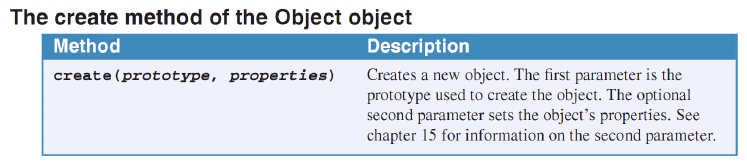 The create method of the Object object
Method Description
create(prototype, properties) Creates a new object. The first parameter is the
prototype used to create the object. The optional
second parameter sets the object's properties. See
chapter 15 for information on the second parameter.